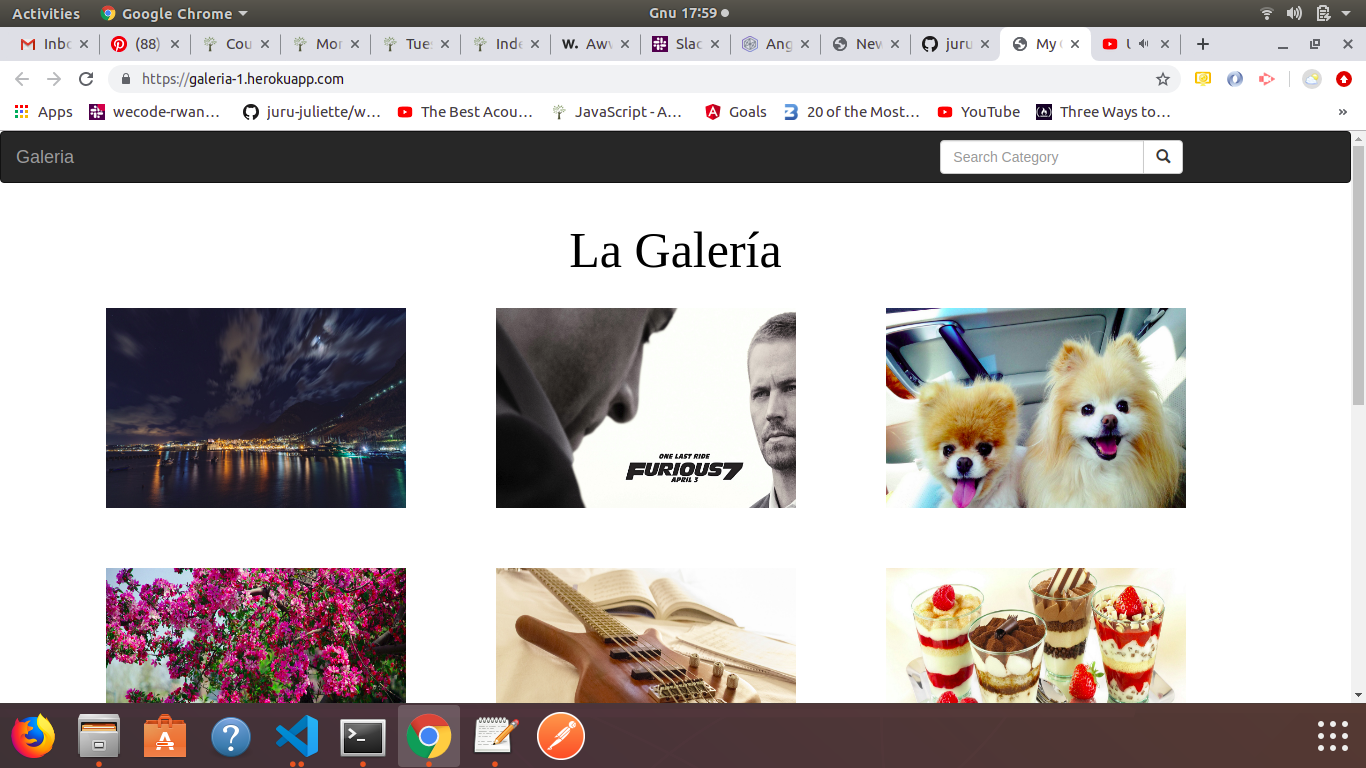 Activities Google Chrome Gnu 17:59
Inbo (88) Cou Mor Tues Inde W. Aww Slac Ang New juru My G
https://galeria-1.herokuapp.com
Apps wecode-rwan… juru-juliette/w… The Best Acou… JavaScript - A… Goals 20 of the Most… YouTube Three Ways to… »
Galeria Search Category
La Galería
ONE LAST RIDE
FURIOUS 7
APRIL 3